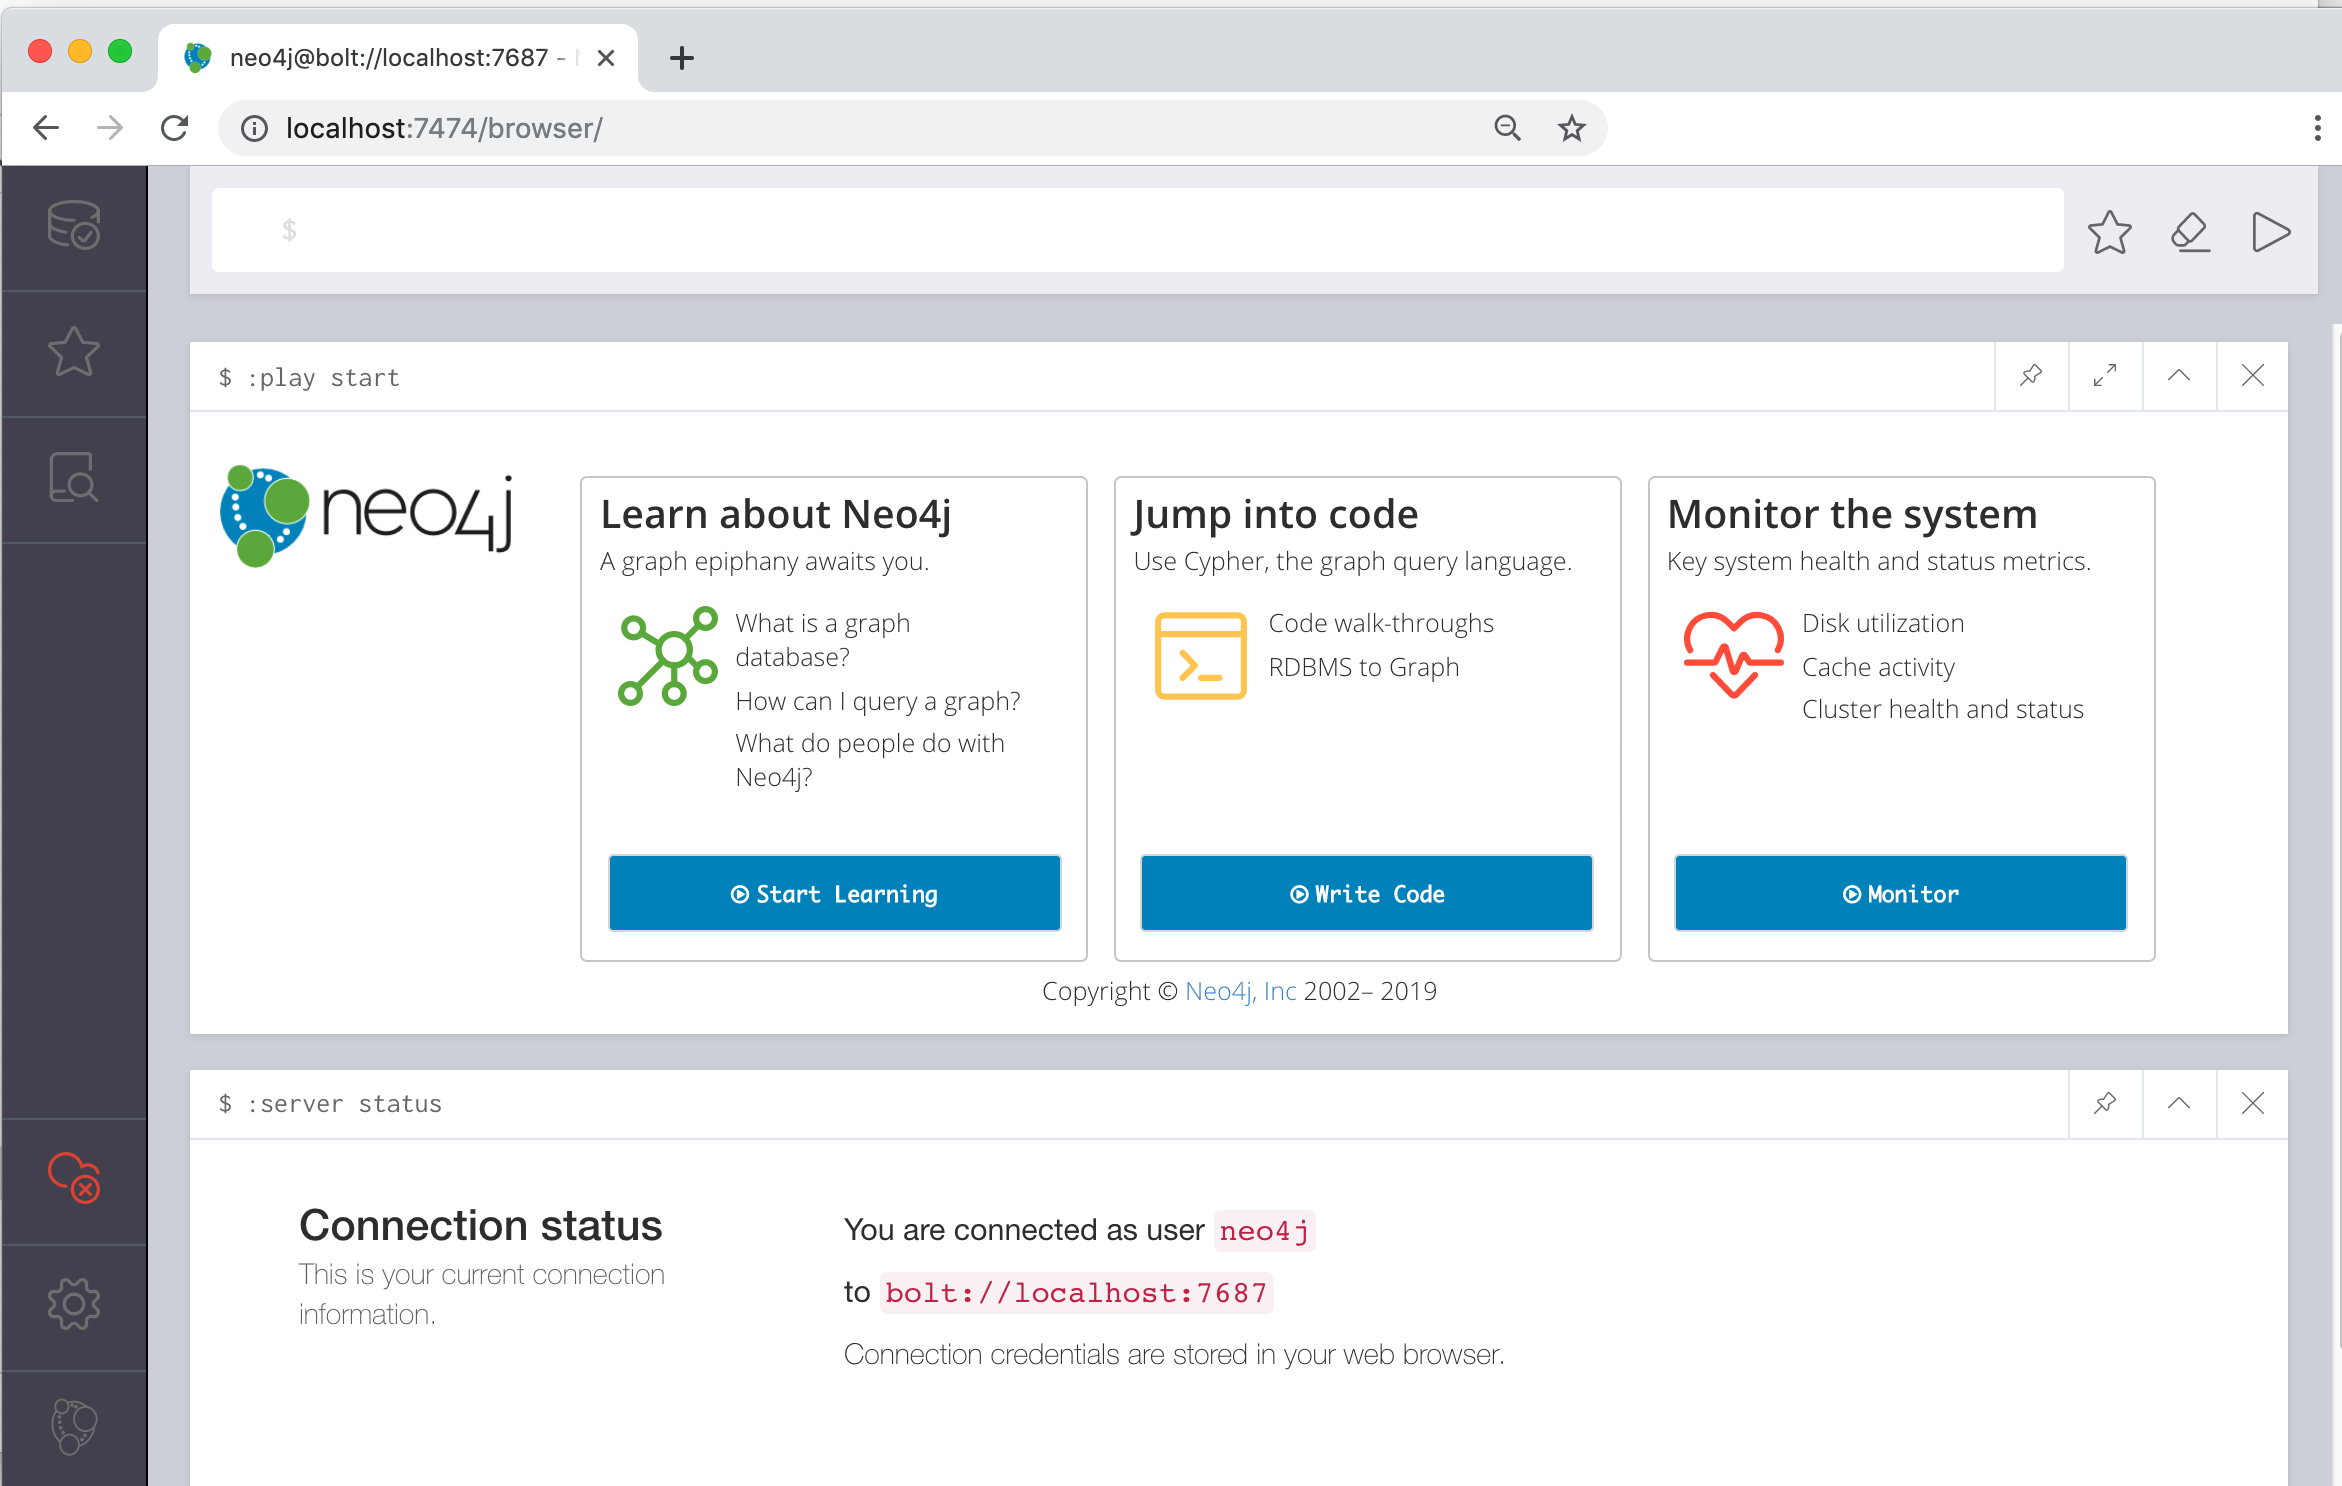 neo4j@bolt://localhost:7687 -
localhost:7474/browser/
$
$ :play start
neo4j
Learn about Neo4j
A graph epiphany awaits you.
What is a graph
database?
How can I query a graph?
What do people do with
Neo4j?
Start Learning
Jump into code
Use Cypher, the graph query language.
Code walk-throughs
RDBMS to Graph
Write Code
Monitor the system
Key system health and status metrics.
Disk utilization
Cache activity
Cluster health and status
Monitor
Copyright © Neo4j, Inc 2002– 2019
$ :server status
Connection status
This is your current connection
information.
You are connected as user neo4j
to bolt://localhost:7687
Connection credentials are stored in your web browser.